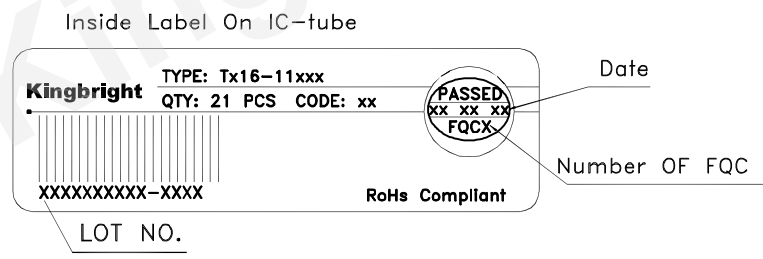 Inside Label On IC-tube
Kingbright
TYPE: Tx16-11xxx
QTY: 21 PCS CODE: xx
PASSED
xx xx xx
FQCX
Date
Number OF FQC
XXXXXXXXXX-XXXX
RoHs Compliant
LOT NO.